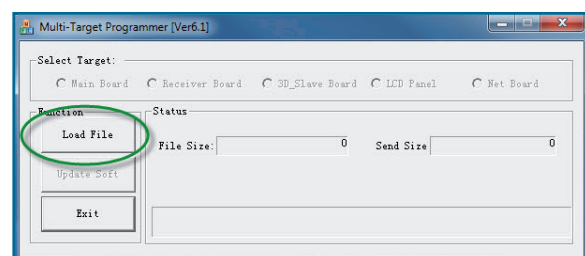 Multi-Target Programmer [Ver6.1]
Select Target:
Main Board Receiver Board 3D_Slave Board LCD Panel Net Board
Function
Status
Load File
File Size: 0 Send Size 0
Update Soft
Exit